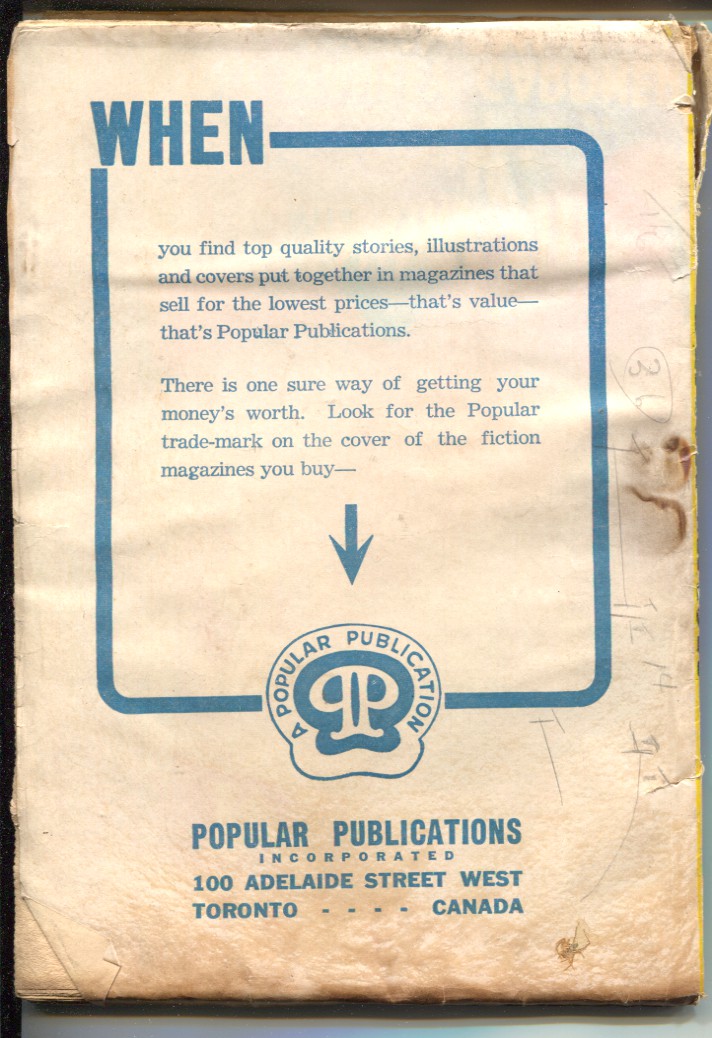 WHEN
you find top quality stories, illustrations
and covers put together in magazines that
sell for the lowest prices—that's value—
that's Popular Publications.
There is one sure way of getting your
money's worth. Look for the Popular
trade-mark on the cover of the fiction
magazines you buy—
A POPULAR PUBLICATION
POPULAR PUBLICATIONS
INCORPORATED
100 ADELAIDE STREET WEST
TORONTO - - - - CANADA